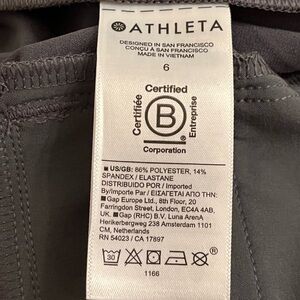 ATHLETA
DESIGNED IN SAN FRANCISCO
CONÇU À SAN FRANCISCO
MADE IN VIETNAM
6
Certified
Certifiée
B
Entreprise
Corporation
US/GB: 86% POLYESTER, 14%
SPANDEX / ELASTANE
DISTRIBUIDO POR / Imported
By/Importe Par / ΕΙΣΑΓΕΤΑΙ ΑΠΟ ΤΗΝ:
Gap Europe Ltd., 8th Floor, 20
Farringdon Street, London, EC4A 4AB,
UK. Gap (RHC) B.V, Luna ArenA
Herikerbergweg 238 Amsterdam 1101
CM, Netherlands
RN 54023 / CA 17897
30
1166